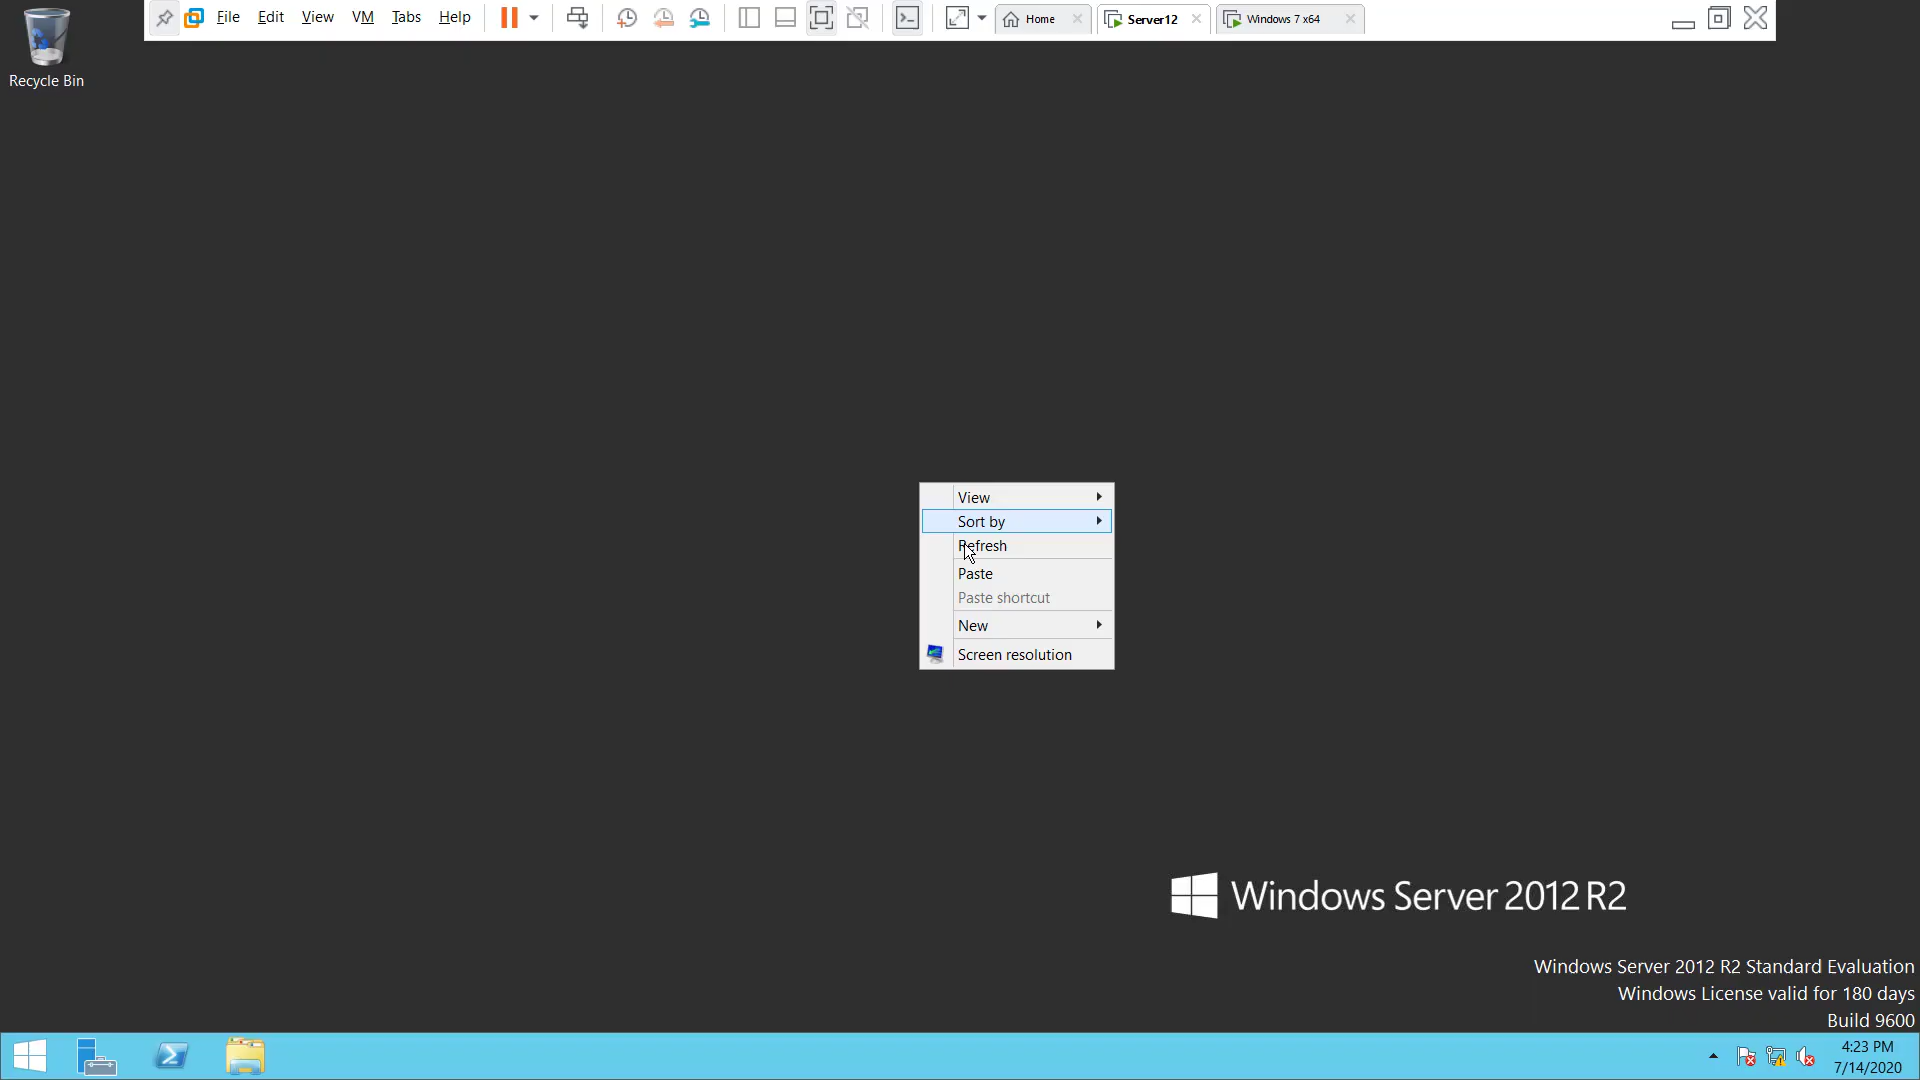 File Edit View VM Tabs Help Home Server12 Windows 7 x64
Recycle Bin
View
Sort by
Refresh
Paste
Paste shortcut
New
Screen resolution
Windows Server 2012 R2
Windows Server 2012 R2 Standard Evaluation
Windows License valid for 180 days
Build 9600
4:23 PM
7/14/2020